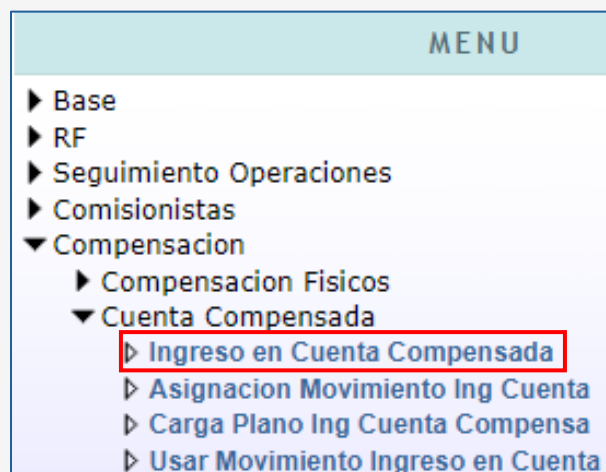 MENU
Base
RF
Seguimiento Operaciones
Comisionistas
Compensacion
Compensacion Fisicos
Cuenta Compensada
Ingreso en Cuenta Compensada
Asignacion Movimiento Ing Cuenta
Carga Plano Ing Cuenta Compensa
Usar Movimiento Ingreso en Cuenta